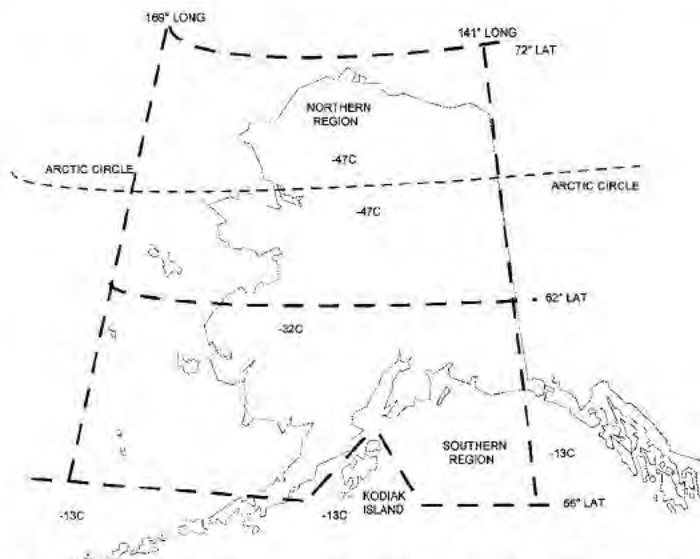 169° LONG
141° LONG
72° LAT
NORTHERN
REGION
-47C
ARCTIC CIRCLE
ARCTIC CIRCLE
-47C
62° LAT
-32C
SOUTHERN
REGION
-13C
KODIAK
ISLAND
-13C
-13C
56° LAT